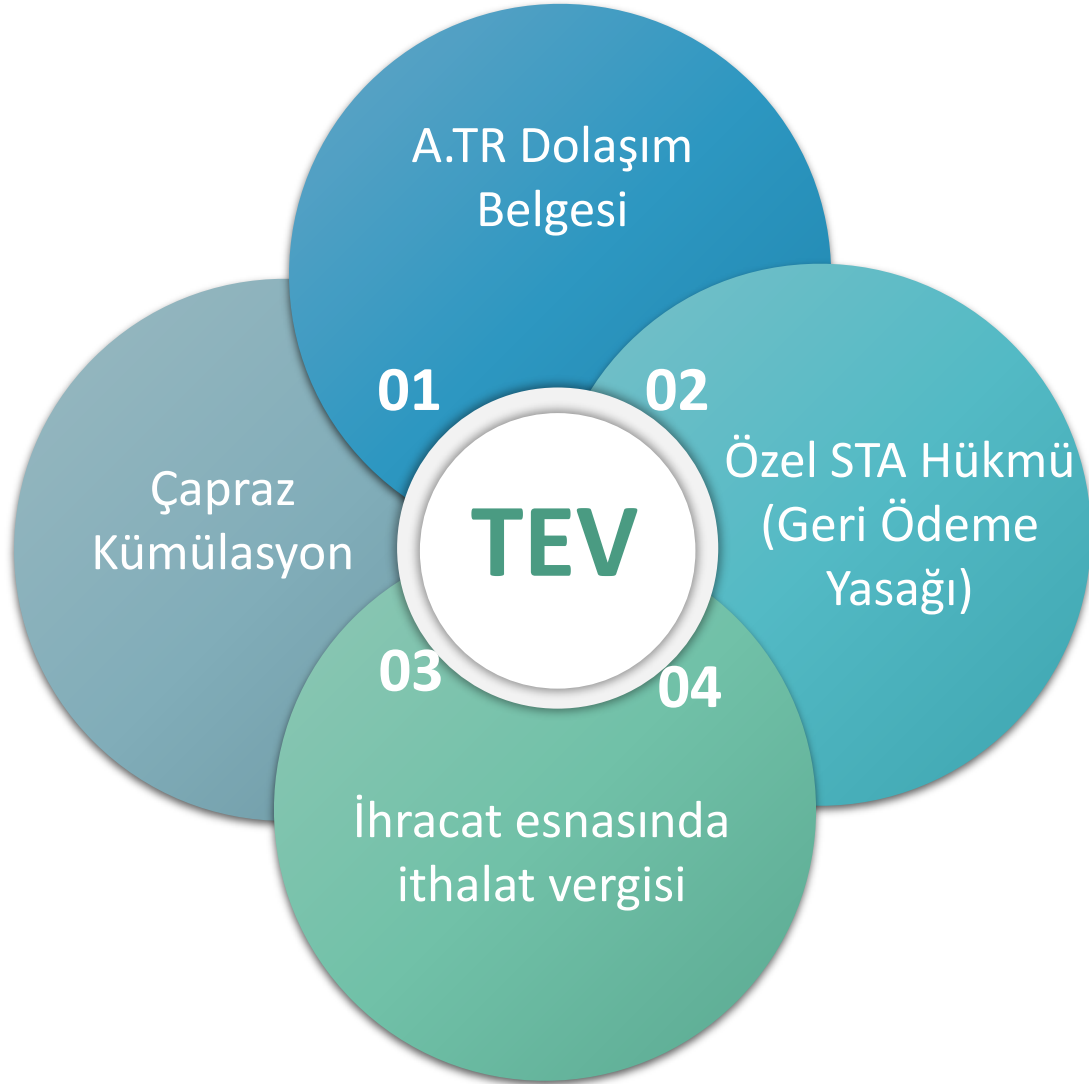 A.TR Dolaşım
Belgesi
01
02
Özel STA Hükmü
(Geri Ödeme
Yasağı)
Çapraz
Kümülasyon
TEV
03
04
İhracat esnasında
ithalat vergisi